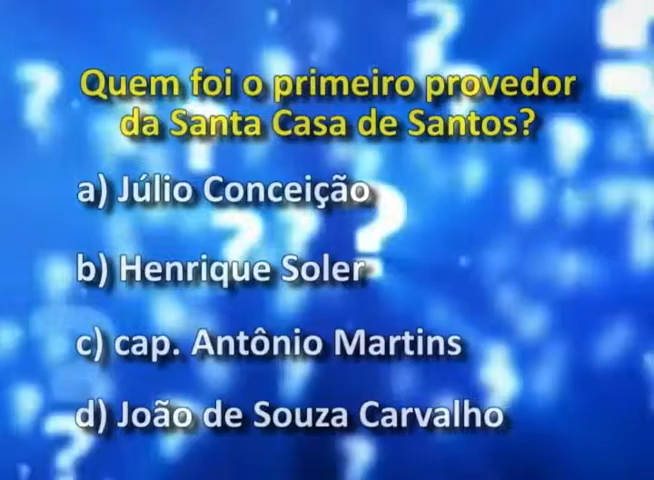 Quem foi o primeiro provedor
da Santa Casa de Santos?
a) Júlio Conceição
b) Henrique Soler
c) cap. Antônio Martins
d) João de Souza Carvalho